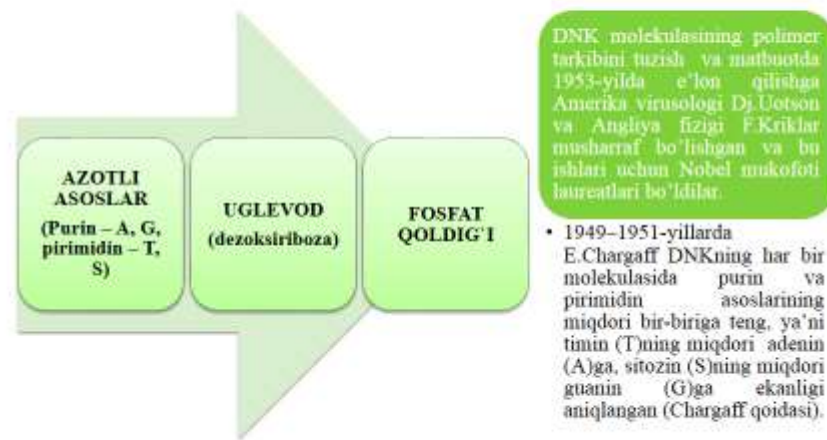 AZOTLI
ASOSLAR
(Purin – A, G,
pirimidin – T,
S)
UGLEVOD
(dezoksiriboza)
FOSFAT
QOLDIG`I
DNK molekulasining polimer
tarkibini tuzish va matbuotda
1953-yilda e’lon qilishga
Amerika virusologi Dj.Uotson
va Angliya fizigi F.Kriklar
musharraf bo’lishgan va bu
ishlari uchun Nobel mukofoti
laureatlari bo’ldilar.
• 1949–1951-yillarda
E.Chargaff DNKning har bir
molekulasida purin va
pirimidin asoslarining
miqdori bir-biriga teng, ya’ni
timin (T)ning miqdori adenin
(A)ga, sitozin (S)ning miqdori
guanin (G)ga ekanligi
aniqlangan (Chargaff qoidasi).